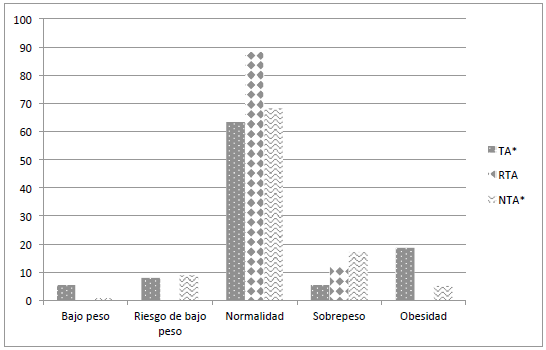 100
90
80
70
60
50
40
30
20
10
0
Bajo peso
Riesgo de bajo
peso
Normalidad
Sobrepeso
Obesidad
TA*
RTA
NTA*